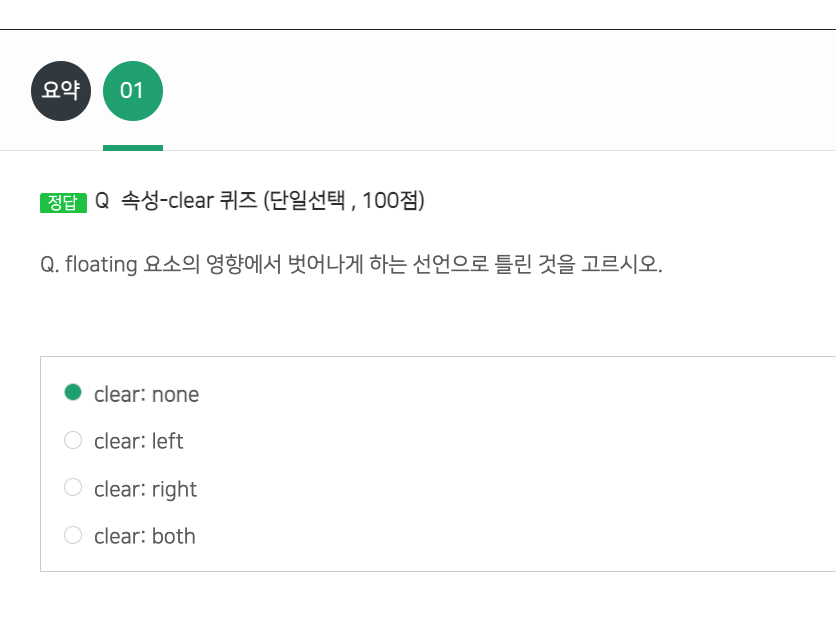 요약 01
정답 Q 속성-clear 퀴즈 (단일선택 , 100점)
Q. floating 요소의 영향에서 벗어나게 하는 선언으로 틀린 것을 고르시오.
clear: none
clear: left
clear: right
clear: both